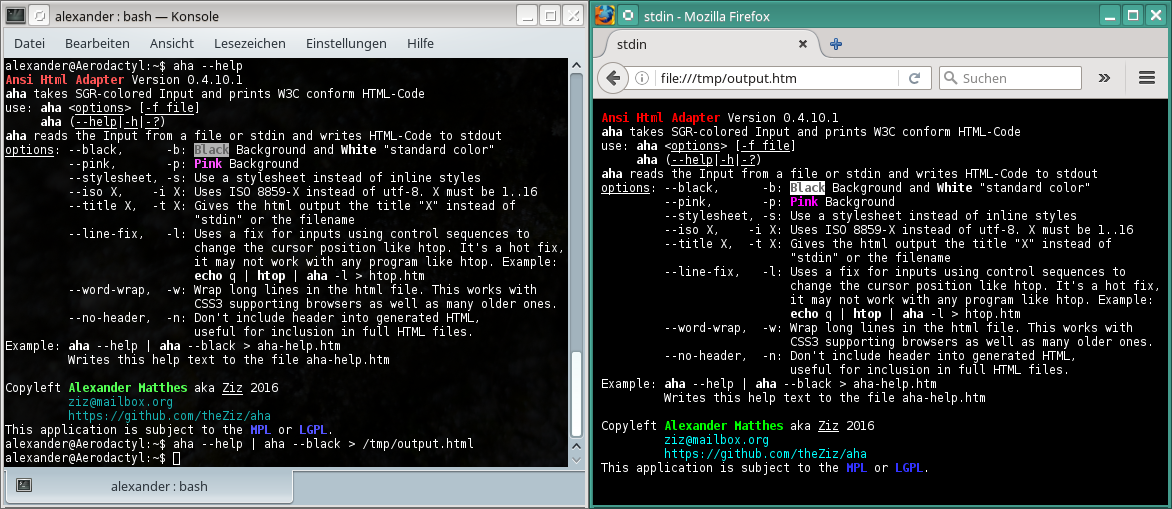 alexander : bash — Konsole
Datei Bearbeiten Ansicht Lesezeichen Einstellungen Hilfe
alexander@Aerodactyl:~$ aha --help
Ansi Html Adapter Version 0.4.10.1
aha takes SGR-colored Input and prints W3C conform HTML-Code
use: aha <options> [-f file]
     aha (--help|-h|-?)
aha reads the Input from a file or stdin and writes HTML-Code to stdout
options: --black,      -b: Black Background and White "standard color"
         --pink,       -p: Pink Background
         --stylesheet, -s: Use a stylesheet instead of inline styles
         --iso X,    -i X: Uses ISO 8859-X instead of utf-8. X must be 1..16
         --title X,  -t X: Gives the html output the title "X" instead of
                           "stdin" or the filename
         --line-fix,   -l: Uses a fix for inputs using control sequences to
                           change the cursor position like htop. It's a hot fix,
                           it may not work with any program like htop. Example:
                           echo q | htop | aha -l > htop.htm
         --word-wrap,  -w: Wrap long lines in the html file. This works with
                           CSS3 supporting browsers as well as many older ones.
         --no-header,  -n: Don't include header into generated HTML,
                           useful for inclusion in full HTML files.
Example: aha --help | aha --black > aha-help.htm
         Writes this help text to the file aha-help.htm
Copyleft Alexander Matthes aka Ziz 2016
         ziz@mailbox.org
         https://github.com/theZiz/aha
This application is subject to the MPL or LGPL.
alexander@Aerodactyl:~$ aha --help | aha --black > /tmp/output.html
alexander@Aerodactyl:~$
alexander : bash
stdin - Mozilla Firefox
stdin
file:///tmp/output.htm
Suchen
Ansi Html Adapter Version 0.4.10.1
aha takes SGR-colored Input and prints W3C conform HTML-Code
use: aha <options> [-f file]
     aha (--help|-h|-?)
aha reads the Input from a file or stdin and writes HTML-Code to stdout
options: --black,      -b: Black Background and White "standard color"
         --pink,       -p: Pink Background
         --stylesheet, -s: Use a stylesheet instead of inline styles
         --iso X,    -i X: Uses ISO 8859-X instead of utf-8. X must be 1..16
         --title X,  -t X: Gives the html output the title "X" instead of
                           "stdin" or the filename
         --line-fix,   -l: Uses a fix for inputs using control sequences to
                           change the cursor position like htop. It's a hot fix,
                           it may not work with any program like htop. Example:
                           echo q | htop | aha -l > htop.htm
         --word-wrap,  -w: Wrap long lines in the html file. This works with
                           CSS3 supporting browsers as well as many older ones.
         --no-header,  -n: Don't include header into generated HTML,
                           useful for inclusion in full HTML files.
Example: aha --help | aha --black > aha-help.htm
         Writes this help text to the file aha-help.htm
Copyleft Alexander Matthes aka Ziz 2016
         ziz@mailbox.org
         https://github.com/theZiz/aha
This application is subject to the MPL or LGPL.